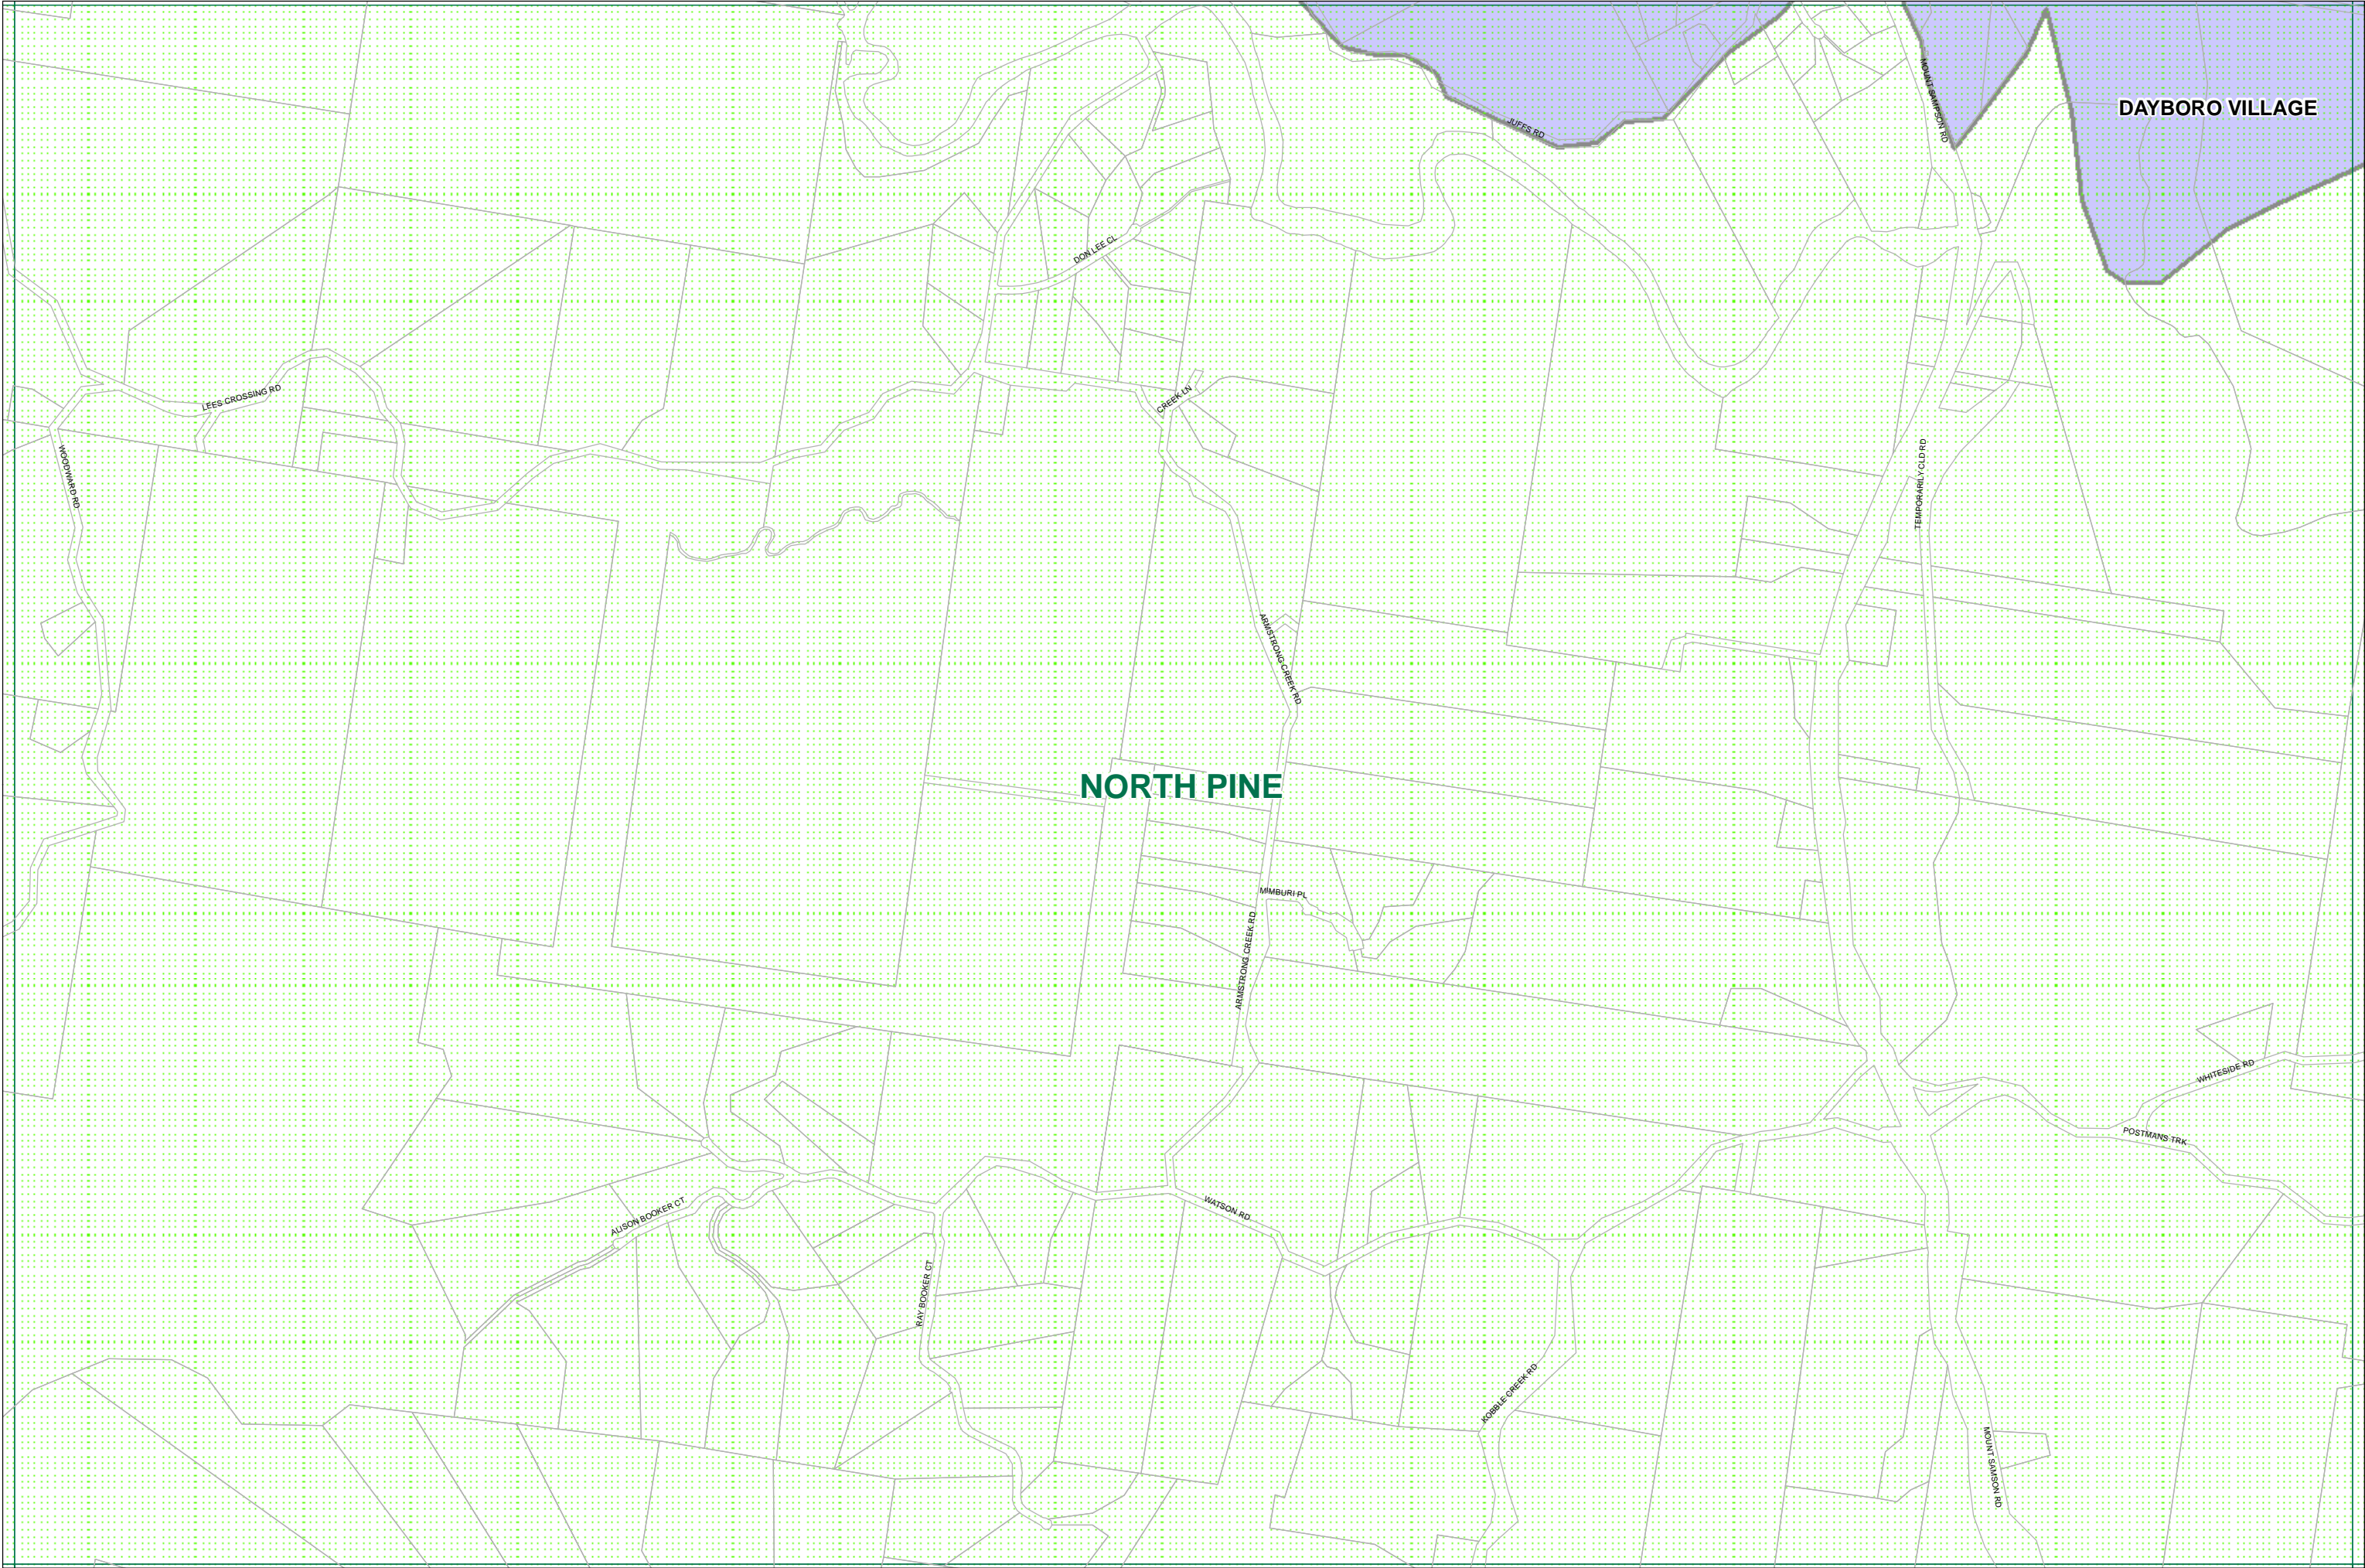 MOUNT SAMPSON RD
DAYBORO VILLAGE
JUFFS RD
DON LEE CL
LEES CROSSING RD
CREEK LN
WOODWARD RD
TEMPORARILY CLD RD
ARMSTRONG CREEK RD
NORTH PINE
MIMBURI PL
ARMSTRONG CREEK RD
WHITESIDE RD
POSTMANS TRK
ALISON BOOKER CT
WATSON RD
RAY BOOKER CT
KOBBLE CREEK RD
MOUNT SAMSON RD